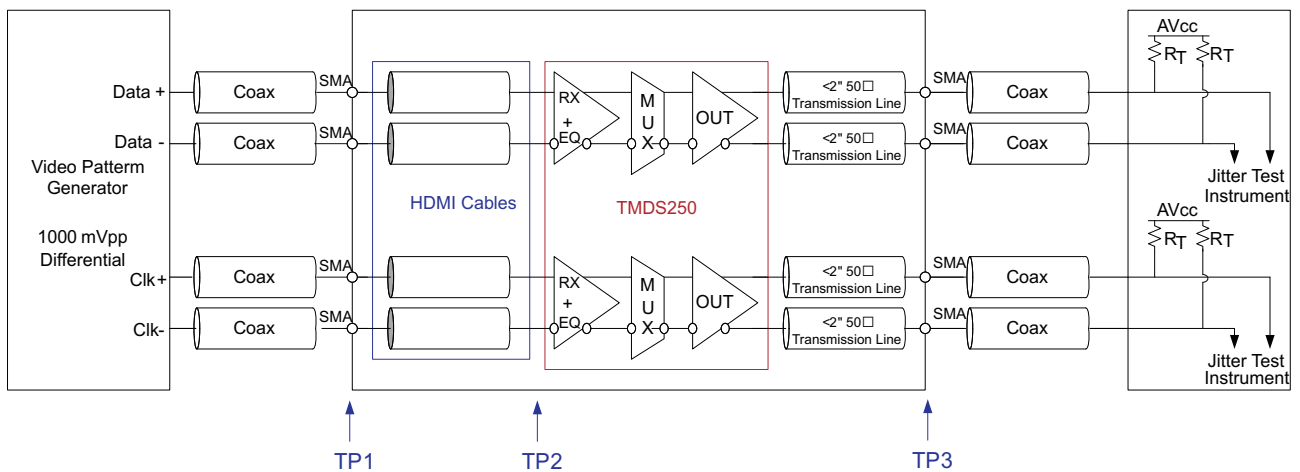 AVcc
RT RT
Data + Coax SMA RX + EQ MUX OUT <2" 50□ Transmission Line SMA Coax
Data - Coax <2" 50□ Transmission Line Coax
Video Patterm
Generator
HDMI Cables
TMDS250
Jitter Test
Instrument
1000 mVpp
Differential
AVcc
RT RT
Clk+ Coax SMA RX + EQ MUX OUT <2" 50□ Transmission Line SMA Coax
Clk- Coax SMA <2" 50□ Transmission Line SMA Coax
Jitter Test
Instrument
TP1 TP2 TP3